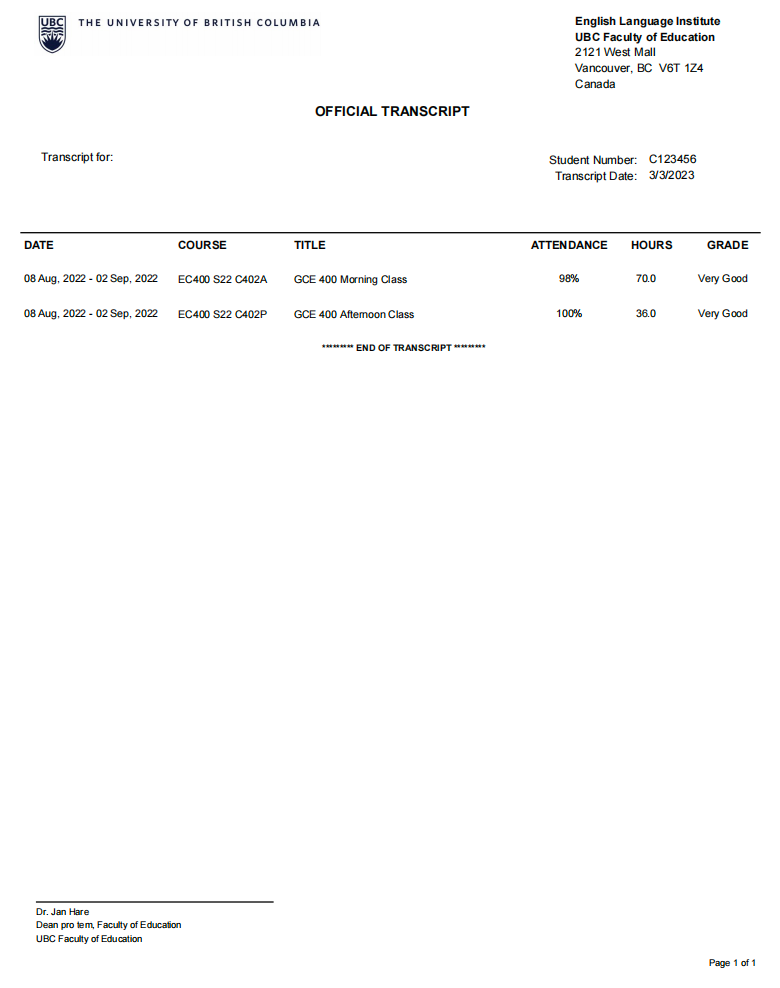 UBC
THE UNIVERSITY OF BRITISH COLUMBIA
English Language Institute
UBC Faculty of Education
2121 West Mall
Vancouver, BC  V6T 1Z4
Canada
OFFICIAL TRANSCRIPT
Transcript for:
Student Number: C123456
Transcript Date: 3/3/2023
DATE COURSE TITLE ATTENDANCE HOURS GRADE
08 Aug, 2022 - 02 Sep, 2022 EC400 S22 C402A GCE 400 Morning Class 98% 70.0 Very Good
08 Aug, 2022 - 02 Sep, 2022 EC400 S22 C402P GCE 400 Afternoon Class 100% 36.0 Very Good
********* END OF TRANSCRIPT *********
Dr. Jan Hare
Dean pro tem, Faculty of Education
UBC Faculty of Education
Page 1 of 1